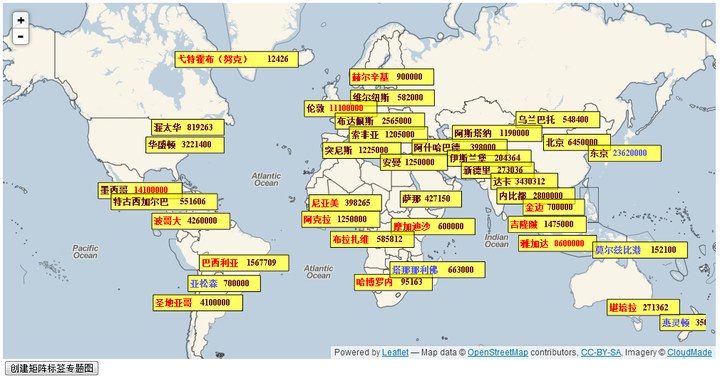 +
-
戈特霍布(努克) 12426
赫尔辛基 900000
维尔纽斯 582000
伦敦 11100000
布达佩斯 2565000
索非亚 1205000
突尼斯 1225000
安曼 1250000
阿什哈巴德 398000
阿斯塔纳 1190000
乌兰巴托 548400
北京 6450000
东京 23620000
伊斯兰堡 204364
新德里 273036
达卡 3430312
内比都 2800000
金边 700000
吉隆坡 1475000
雅加达 8600000
莫尔兹比港 152100
渥太华 819263
华盛顿 3221400
墨西哥 14100000
特古西加尔巴 551606
波哥大 4260000
巴西利亚 1567709
亚松森 700000
圣地亚哥 4100000
尼亚美 398265
阿克拉 1250000
布拉扎维 585812
萨那 427150
摩加迪沙 600000
塔那那利佛 663000
哈博罗内 95163
堪培拉 271362
惠灵顿 350
Atlantic
Ocean
Pacific
Ocean
Atlantic
Ocean
Indian
Ocean
Powered by Leaflet — Map data © OpenStreetMap contributors, CC-BY-SA, Imagery © CloudMade
创建矩阵标签专题图